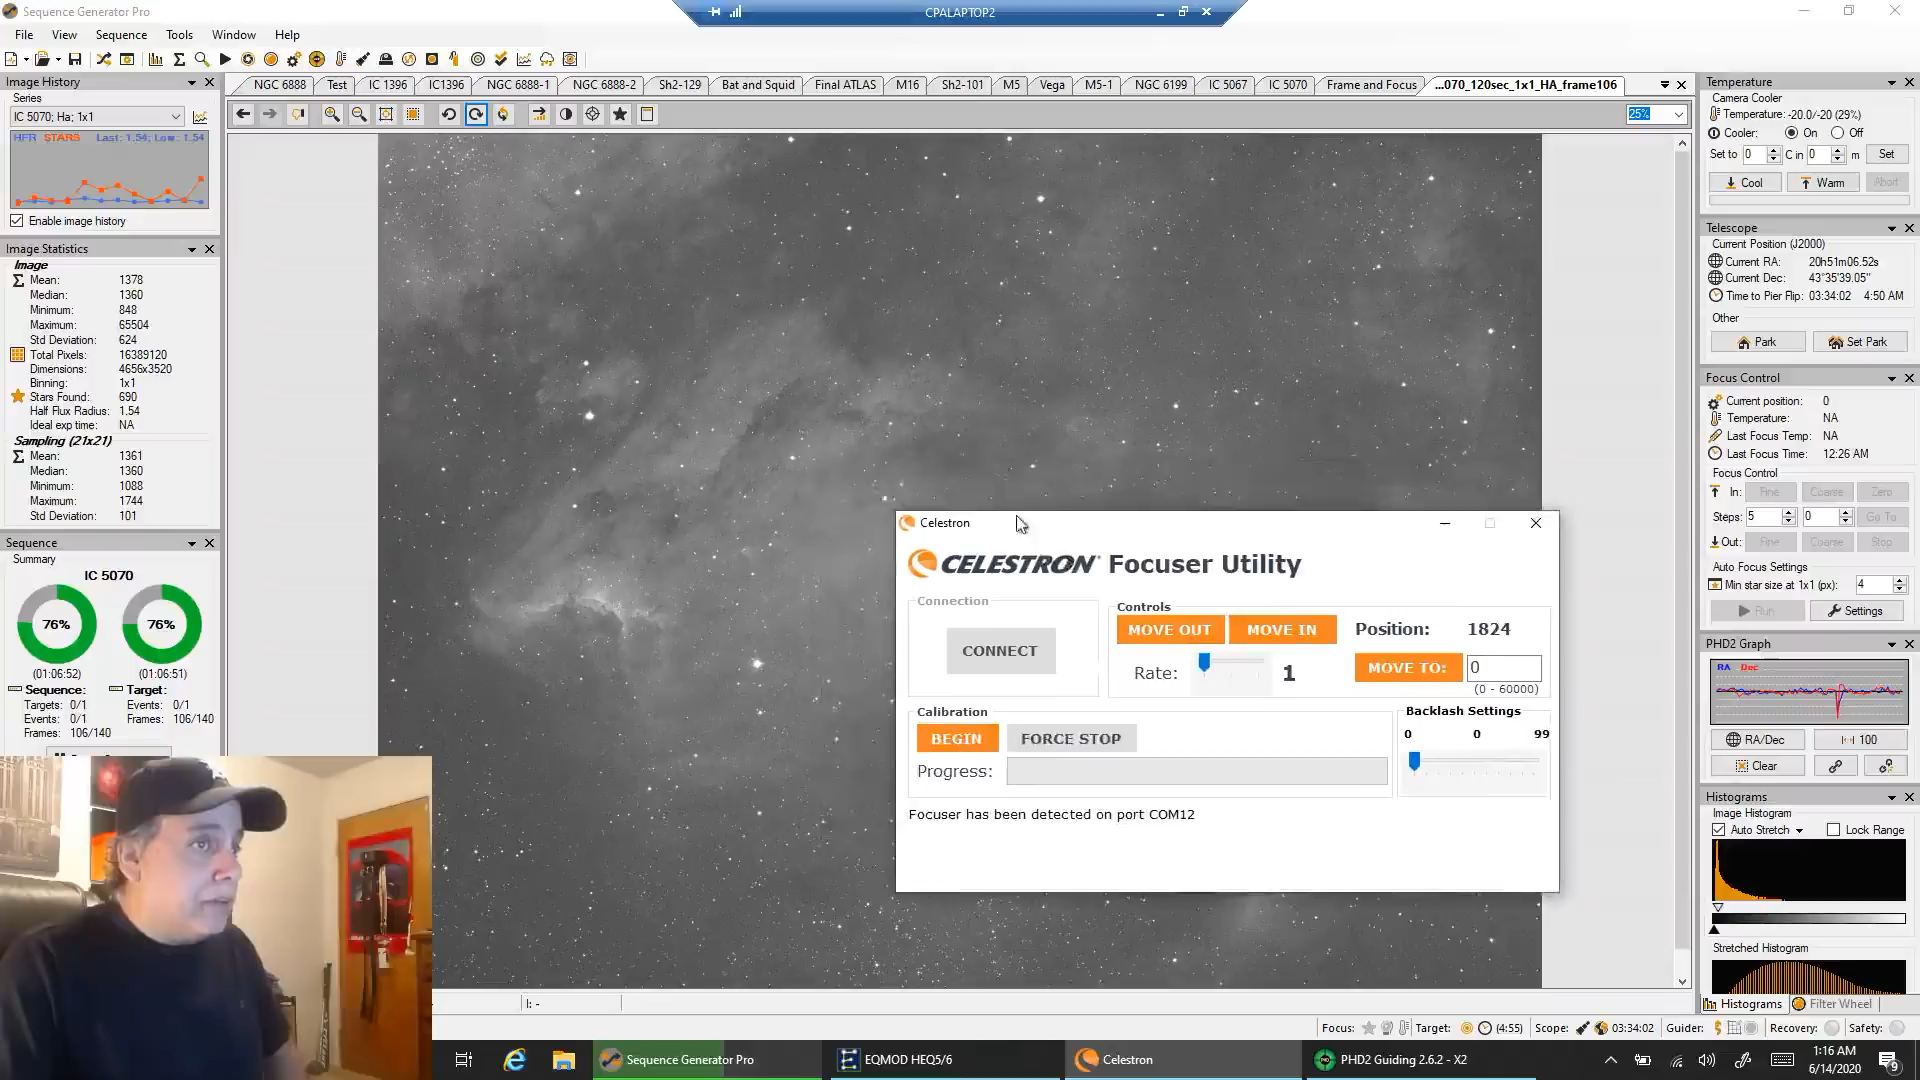 Sequence Generator Pro
CPALAPTOP2
File View Sequence Tools Window Help
Image History
Series
IC 5070; Ha; 1x1
HFR STARS Last: 1.54; Low: 1.54
Enable image history
Image Statistics
Image
Mean: 1378
Median: 1360
Minimum: 848
Maximum: 65504
Std Deviation: 624
Total Pixels: 16389120
Dimensions: 4656x3520
Binning: 1x1
Stars Found: 690
Half Flux Radius: 1.54
Ideal exp time: NA
Sampling (21x21)
Mean: 1361
Median: 1360
Minimum: 1088
Maximum: 1744
Std Deviation: 101
Sequence
Summary
IC 5070
76% 76%
(01:06:52) (01:06:51)
Sequence: Target:
Targets: 0/1 Events: 0/1
Events: 0/1 Frames: 106/140
Frames: 106/140
NGC 6888 Test IC 1396 IC1396 NGC 6888-1 NGC 6888-2 Sh2-129 Bat and Squid Final ATLAS M16 Sh2-101 M5 Vega M5-1 NGC 6199 IC 5067 IC 5070 Frame and Focus ...070_120sec_1x1_HA_frame106
25%
Celestron
CELESTRON Focuser Utility
Connection
CONNECT
Controls
MOVE OUT MOVE IN Position: 1824
Rate: 1 MOVE TO: 0
(0 - 60000)
Calibration
BEGIN FORCE STOP
Progress:
Backlash Settings
0 0 99
Focuser has been detected on port COM12
I: -
Temperature
Camera Cooler
Temperature: -20.0/-20 (29%)
Cooler: On Off
Set to 0 C in 0 m Set
Cool Warm Abort
Telescope
Current Position (J2000)
Current RA: 20h51m06.52s
Current Dec: 43°35'39.05"
Time to Pier Flip: 03:34:02 4:50 AM
Other
Park Set Park
Focus Control
Current position: 0
Temperature: NA
Last Focus Temp: NA
Last Focus Time: 12:26 AM
Focus Control
In: Fine Coarse Zero
Steps: 5 0 Go To
Out: Fine Coarse Stop
Auto Focus Settings
Min star size at 1x1 (px): 4
Run Settings
PHD2 Graph
RA Dec
RA/Dec 100
Clear
Histograms
Image Histogram
Auto Stretch Lock Range
Stretched Histogram
Histograms Filter Wheel
Focus: Target: (4:55) Scope: 03:34:02 Guider: Recovery: Safety:
Sequence Generator Pro EQMOD HEQ5/6 Celestron PHD2 Guiding 2.6.2 - X2
1:16 AM
6/14/2020
9